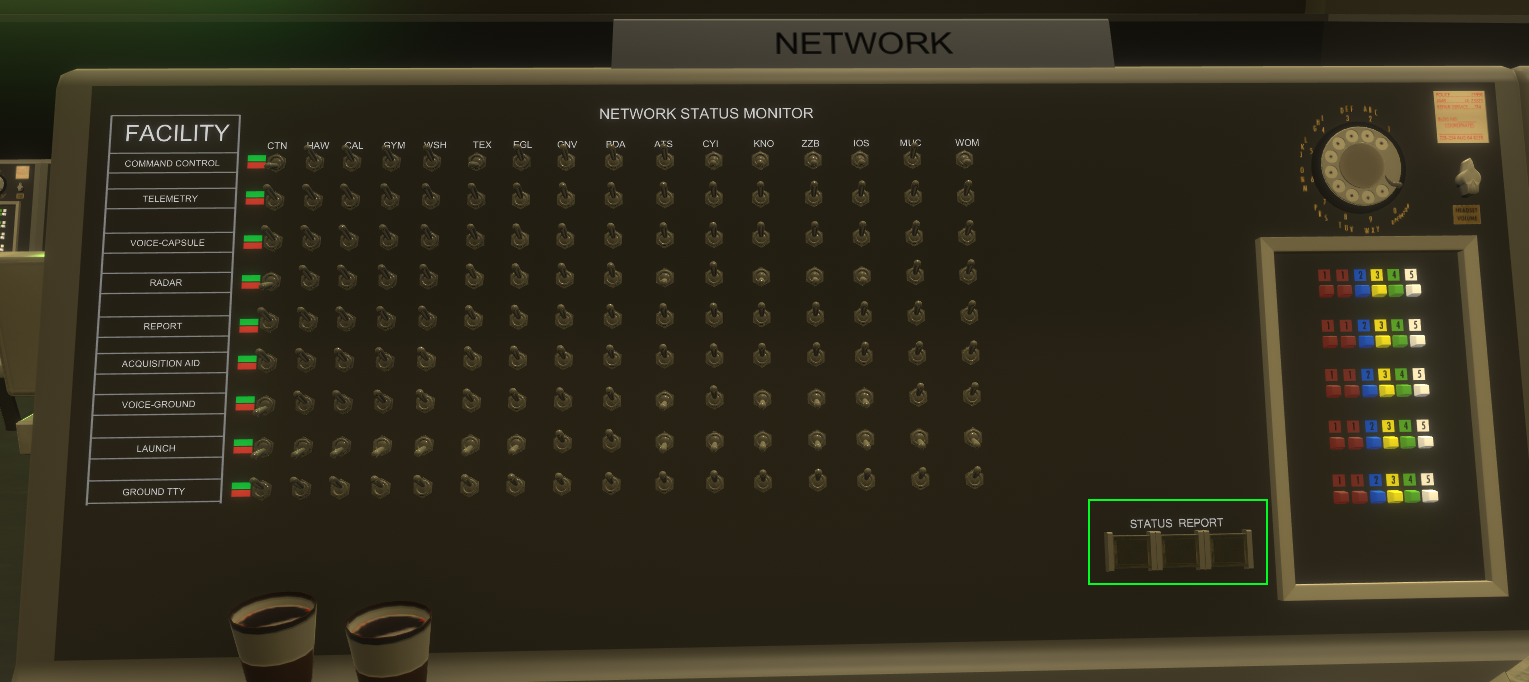 NETWORK
NETWORK STATUS MONITOR
FACILITY
CTN HAW CAL GYM WSH TEX EGL GNV BDA ATS CYI KNO ZZB IOS MUC WOM
COMMAND CONTROL
TELEMETRY
VOICE-CAPSULE
RADAR
REPORT
ACQUISITION AID
VOICE-GROUND
LAUNCH
GROUND TTY
STATUS REPORT
1 1 2 3 4 5
1 1 2 3 4 5
1 1 2 3 4 5
1 1 2 3 4 5
1 1 2 3 4 5
VOLUME